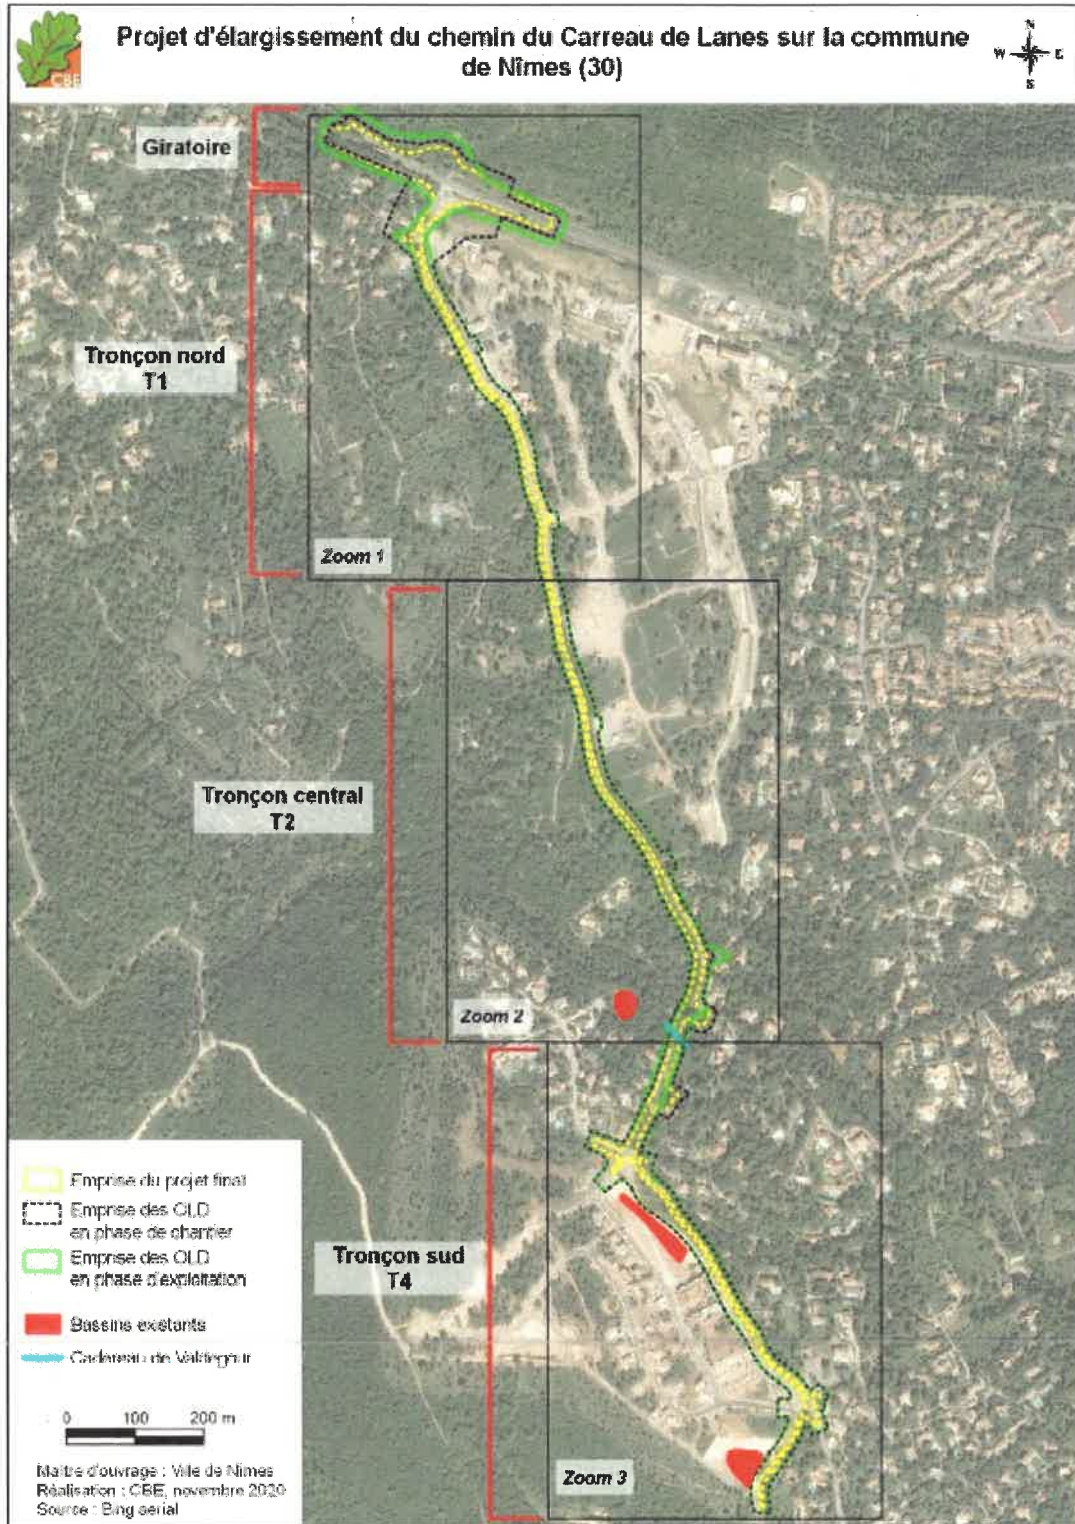 Projet d'élargissement du chemin du Carreau de Lanes sur la commune
de Nîmes (30)
CBE
N
W E
S
Giratoire
Tronçon nord
T1
Zoom 1
Tronçon central
T2
Zoom 2
Tronçon sud
T4
Zoom 3
Emprise du projet final
Emprise des OLD
en phase de chantier
Emprise des OLD
en phase d'exploitation
Bassins existants
Cadereau de Valdegour
0 100 200 m
Maître d'ouvrage : Ville de Nîmes
Réalisation : CBE, novembre 2020
Source : Bing aerial